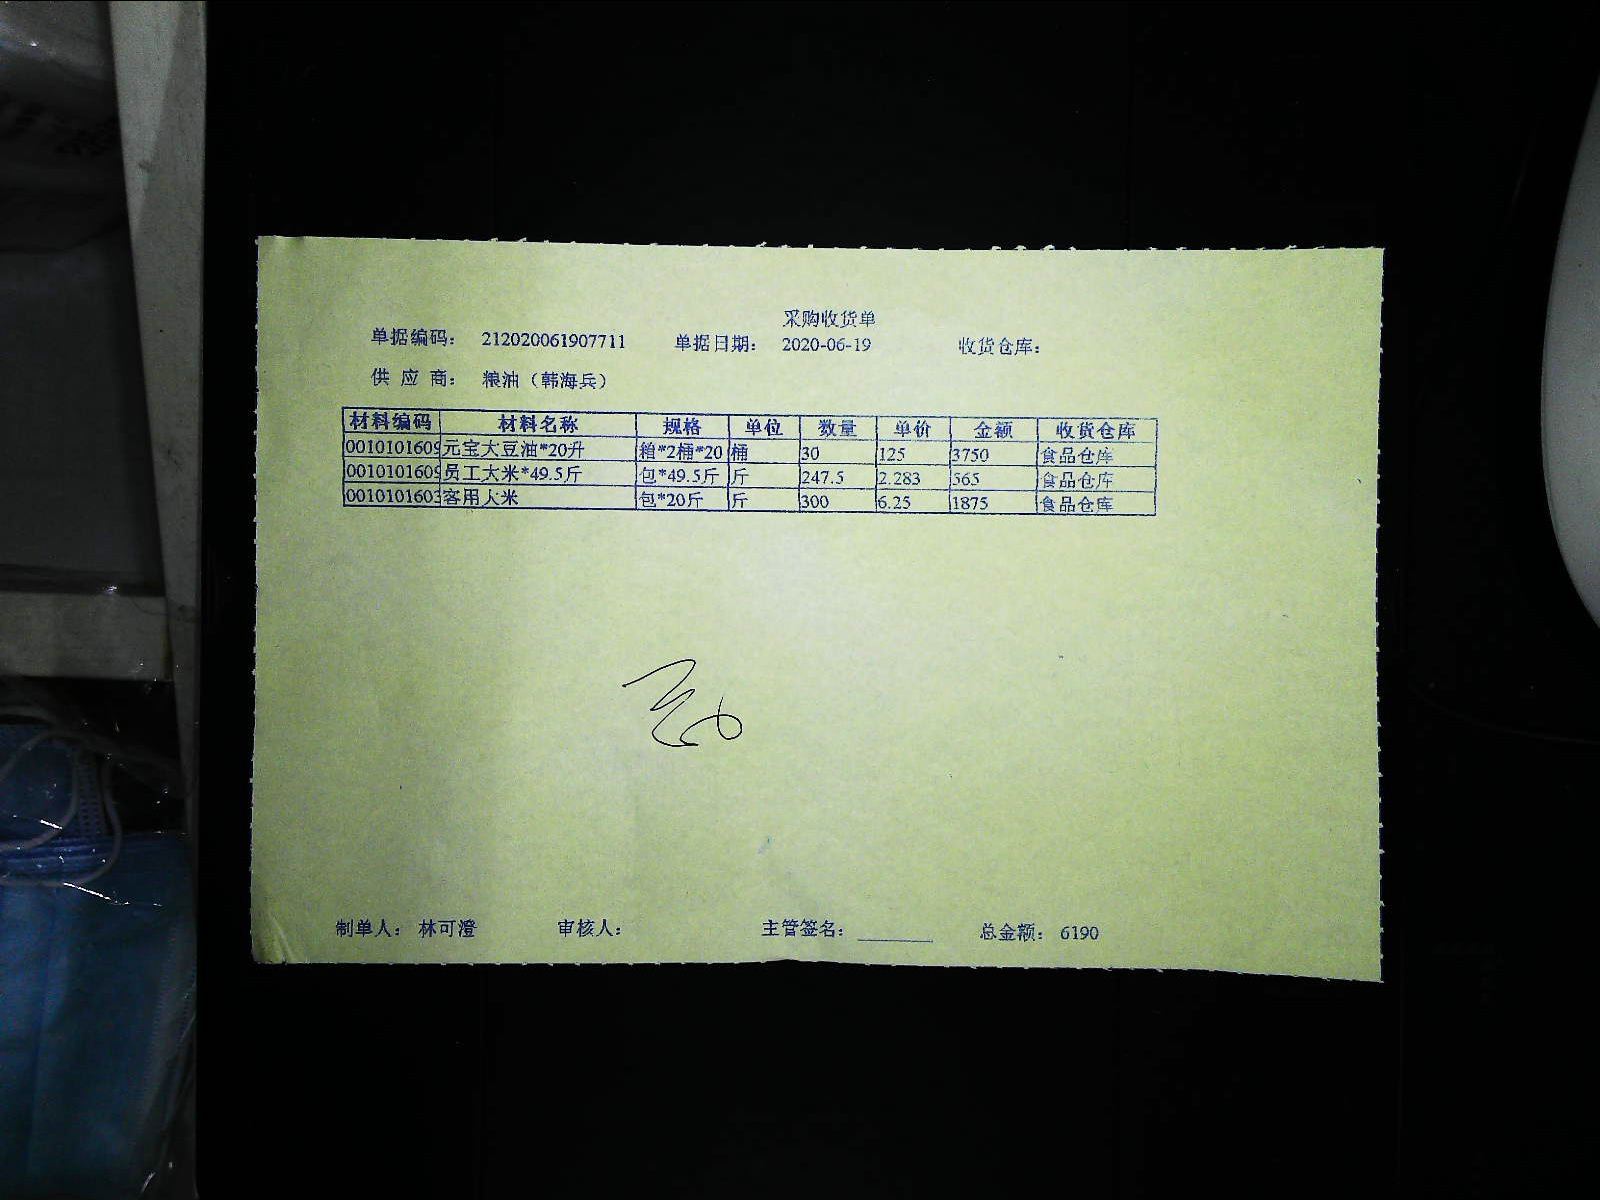 采购收货单
单据编码： 212020061907711 单据日期： 2020-06-19 收货仓库：
供 应 商： 粮油（韩海兵）
材料编码 材料名称 规格 单位 数量 单价 金额 收货仓库
0010101609 元宝大豆油*20升 箱*2桶*20 桶 30 125 3750 食品仓库
0010101609 员工大米*49.5斤 包*49.5斤 斤 247.5 2.283 565 食品仓库
0010101603 客用大米 包*20斤 斤 300 6.25 1875 食品仓库
制单人： 林可澄 审核人： 主管签名： 总金额： 6190